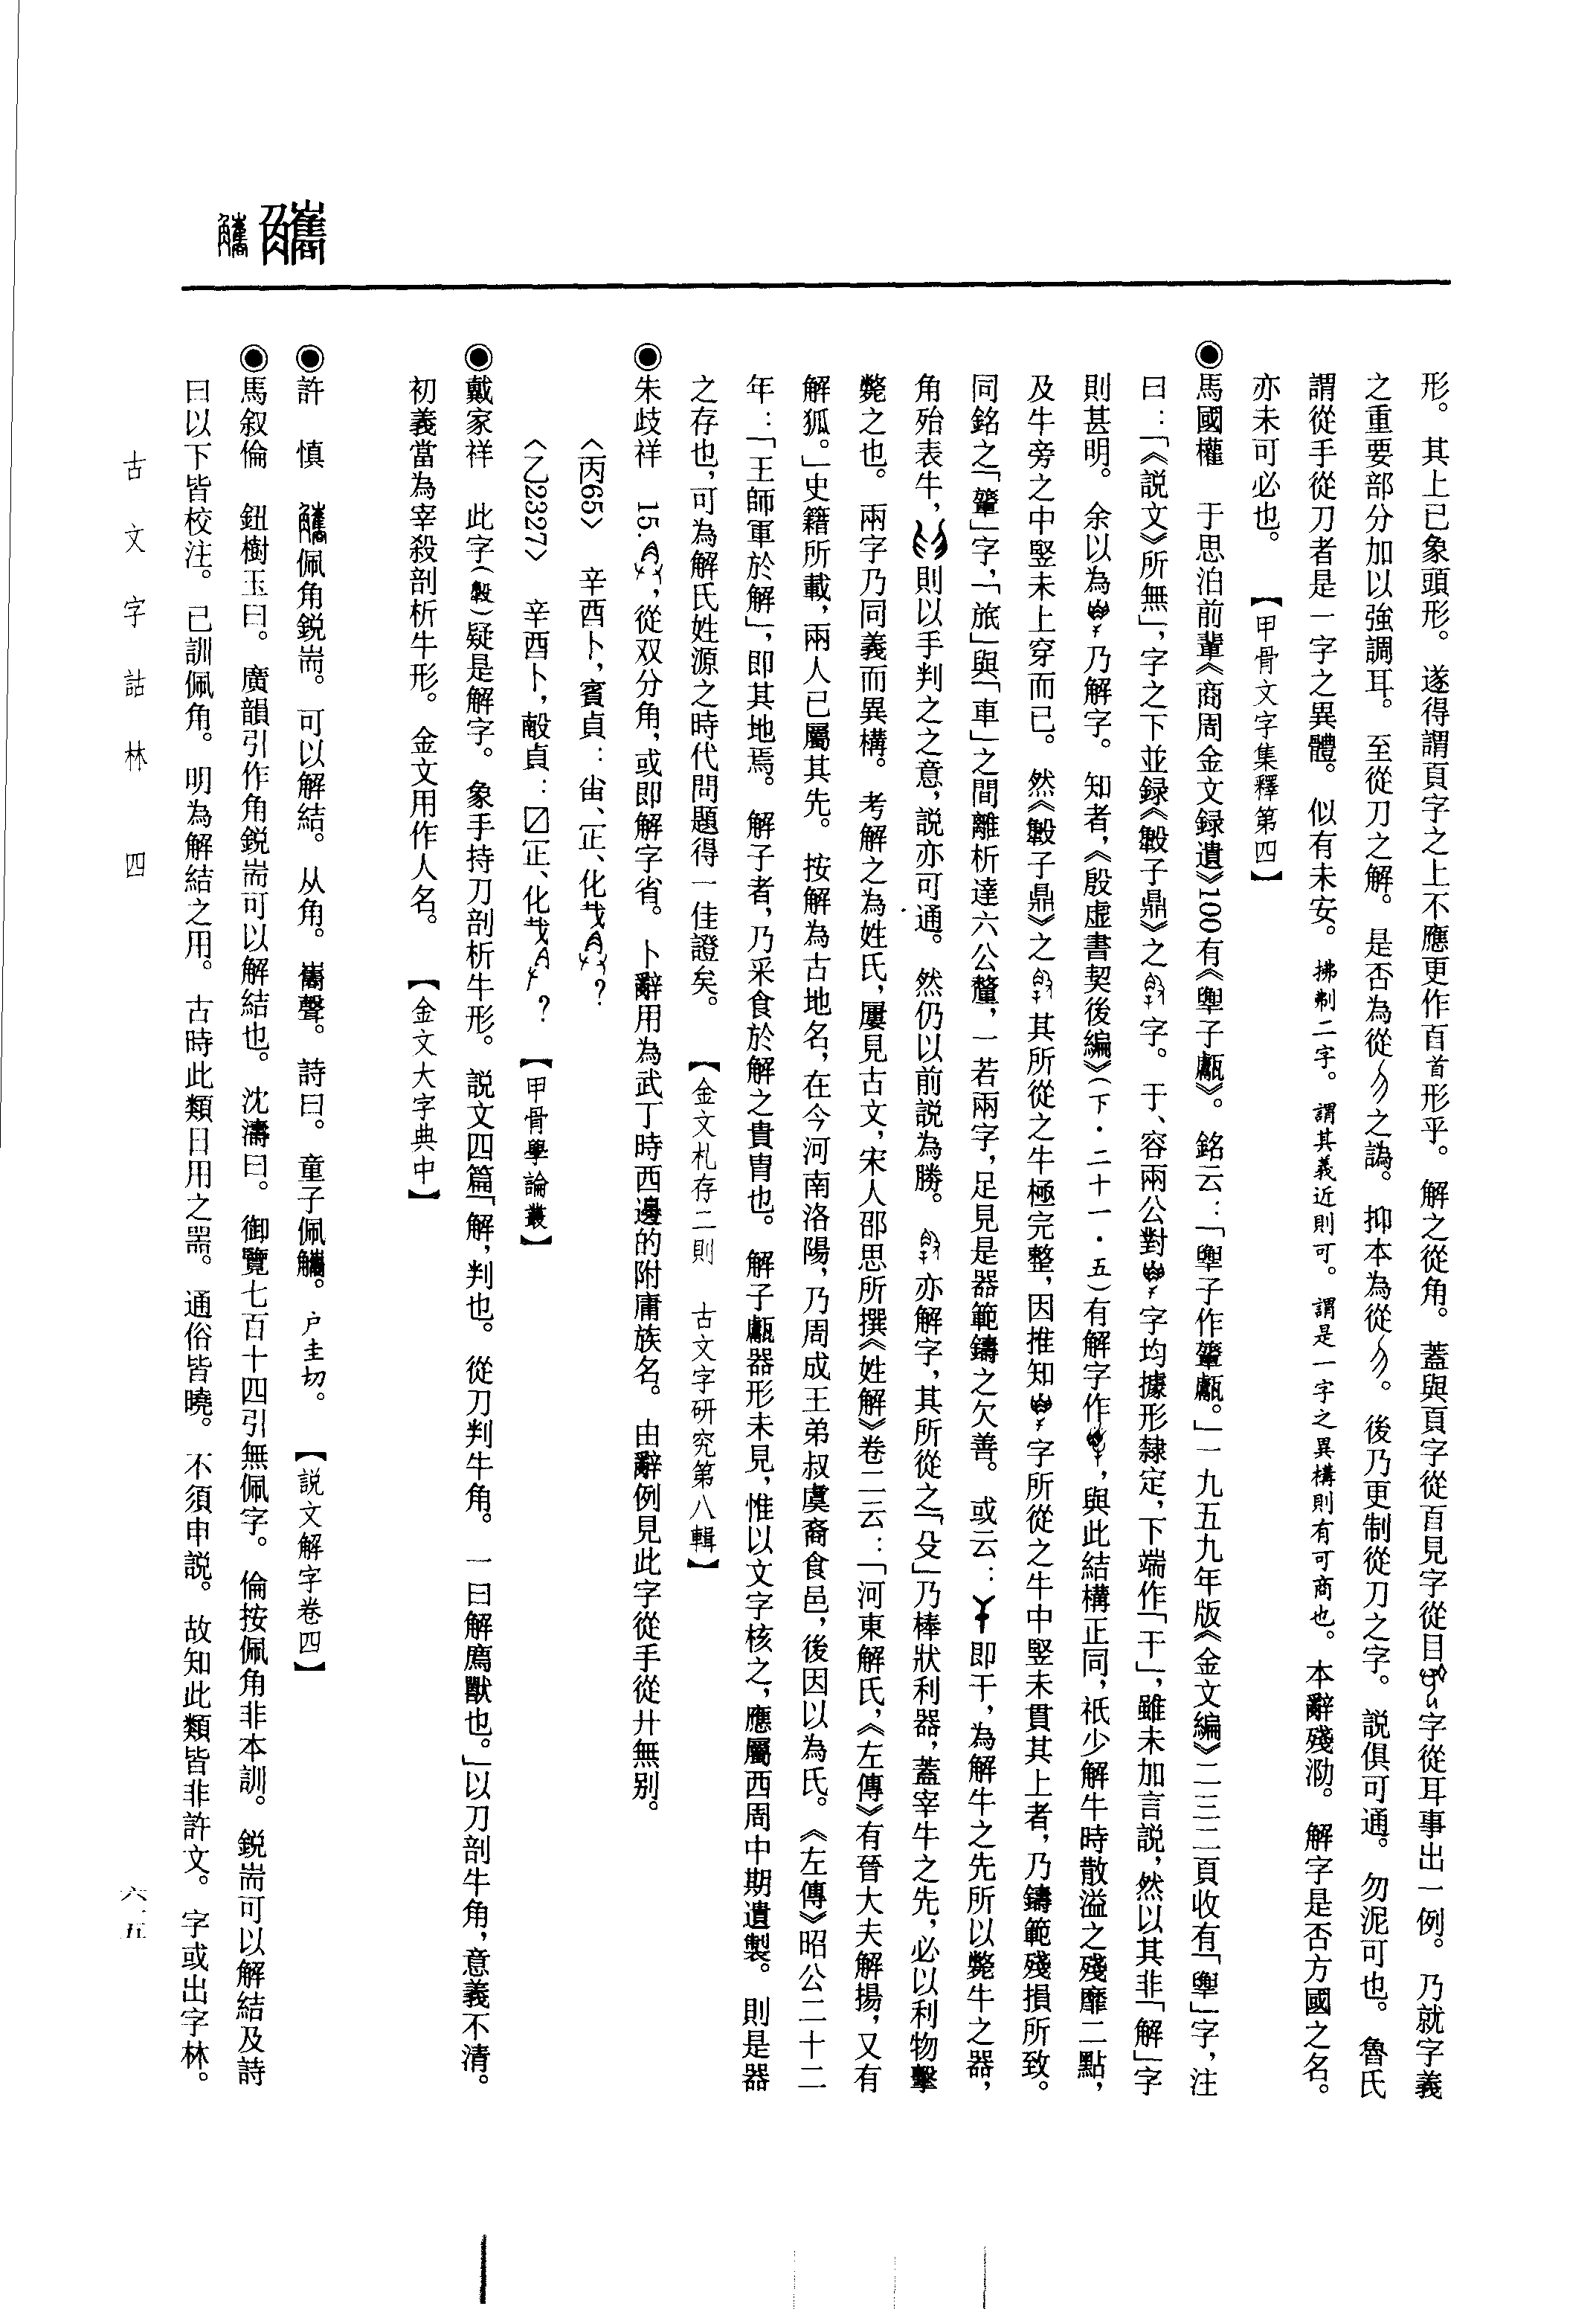 觿
形。其上已象頭形。遂得謂頁字之上不應更作百首形乎。解之從角。蓋與頁字從百見字從目字從耳事出一例。乃就字義
之重要部分加以強調耳。至從刀之解。是否為從之譌。抑本為從。後乃更制從刀之字。說俱可通。勿泥可也。魯氏
謂從手從刀者是一字之異體。似有未安。拂制二字。謂其義近則可。謂是一字之異構則有可商也。本辭殘泐。解字是否方國之名。
亦未可必也。【甲骨文字集釋第四】
◉馬國權 于思泊前輩《商周金文録遺》100有《子甗》。銘云:「子作甗。」一九五九年版《金文編》二三二頁收有「」字,注
曰:「《說文》所無」,字之下並録《子鼎》之字。于、容兩公對字均據形隸定,下端作「干」,雖未加言說,然以其非「解」字
則甚明。余以為乃解字。知者,《殷虛書契後編》(下·二十一·五)有解字作,與此結構正同,祇少解牛時散溢之殘靡二點,
及牛旁之中竪未上穿而已。然《子鼎》之其所從之牛極完整,因推知字所從之牛中竪未貫其上者,乃鑄範殘損所致。
同銘之「」字,「旅」與「車」之間離析達六公釐,一若兩字,足見是器範鑄之欠善。或云:即干,為解牛之先所以斃牛之器,
角殆表牛,則以手判之之意,說亦可通。然仍以前說為勝。亦解字,其所從之「殳」乃棒狀利器,蓋宰牛之先,必以利物擊
斃之也。兩字乃同義而異構。考解之為姓氏,屢見古文,宋人邵思所撰《姓解》卷二云:「河東解氏,《左傳》有晉大夫解揚,又有
解狐。」史籍所載,兩人已屬其先。按解為古地名,在今河南洛陽,乃周成王弟叔虞裔食邑,後因以為氏。《左傳》昭公二十二
年:「王師軍於解」,即其地焉。解子者,乃采食於解之貴冑也。解子甗器形未見,惟以文字核之,應屬西周中期遺製。則是器
之存也,可為解氏姓源之時代問題得一佳證矣。【金文札存二則 古文字研究第八輯】
◉朱歧祥 15.,從双分角,或即解字省。卜辭用為武丁時西邊的附庸族名。由辭例見此字從手從廾無別。
〈丙65〉 辛酉卜,賓貞:𠙽、正、化𢦏?
〈乙2327〉 辛酉卜,㱿貞:☑正、化𢦏?【甲骨學論叢】
◉戴家祥 此字()疑是解字。象手持刀剖析牛形。說文四篇「解,判也。從刀判牛角。一曰解廌獸也。」以刀剖牛角,意義不清。
初義當為宰殺剖析牛形。金文用作人名。【金文大字典中】
◉許 慎 觿佩角銳耑。可以解結。从角。巂聲。詩曰。童子佩觿。户圭切。【說文解字卷四】
◉馬叙倫 鈕樹玉曰。廣韻引作角銳耑可以解結也。沈濤曰。御覽七百十四引無佩字。倫按佩角非本訓。銳耑可以解結及詩
曰以下皆校注。已訓佩角。明為解結之用。古時此類日用之噐。通俗皆曉。不須申說。故知此類皆非許文。字或出字林。
古文字詁林 四
六一五